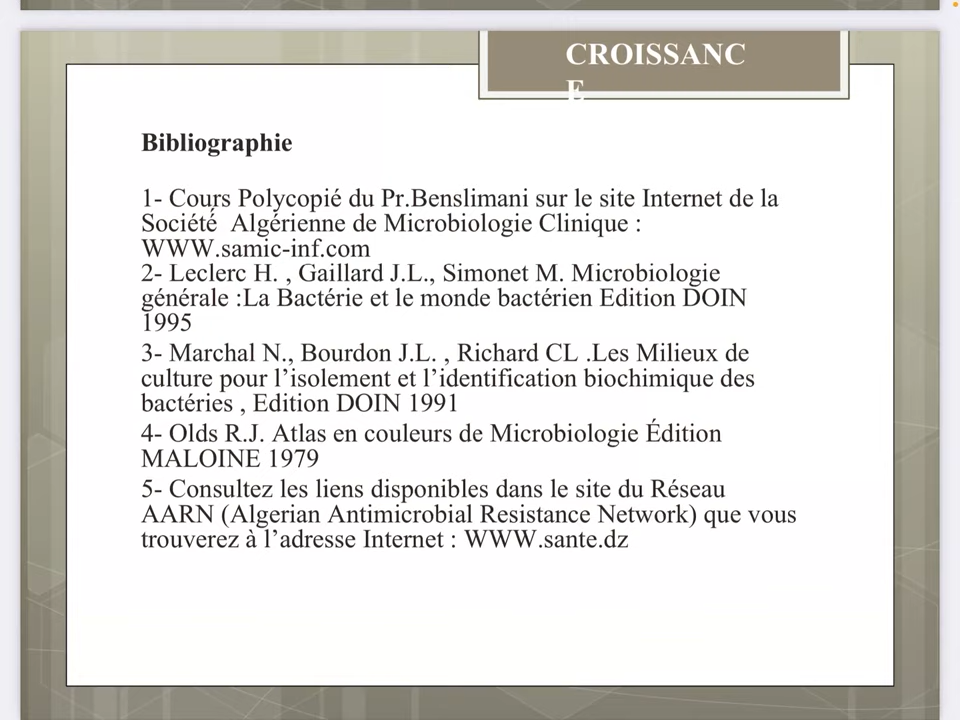 CROISSANC
E
Bibliographie
1- Cours Polycopié du Pr.Benslimani sur le site Internet de la
Société  Algérienne de Microbiologie Clinique :
WWW.samic-inf.com
2- Leclerc H. , Gaillard J.L., Simonet M. Microbiologie
générale :La Bactérie et le monde bactérien Edition DOIN
1995
3- Marchal N., Bourdon J.L. , Richard CL .Les Milieux de
culture pour l’isolement et l’identification biochimique des
bactéries , Edition DOIN 1991
4- Olds R.J. Atlas en couleurs de Microbiologie Édition
MALOINE 1979
5- Consultez les liens disponibles dans le site du Réseau
AARN (Algerian Antimicrobial Resistance Network) que vous
trouverez à l’adresse Internet : WWW.sante.dz